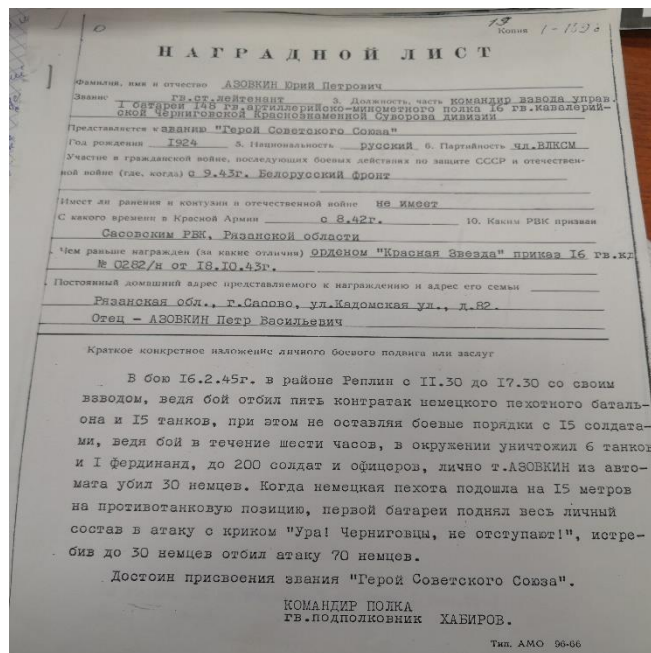 19
Копия 1-152
НАГРАДНОЙ ЛИСТ
Фамилия, имя и отчество АЗОВКИН Юрий Петрович
Звание гв.ст.лейтенант 3. Должность, часть командир взвода управ.
I батареи 148 гв.артиллерийско-минометного полка 16 гв.кавалерий-
ской Черниговской Краснознаменной Суворова дивизии
Представляется к званию "Герой Советского Союза"
Год рождения 1924 5. Национальность русский 6. Партийность чл.ВЛКСМ
Участие в гражданской войне, последующих боевых действиях по защите СССР и отечествен-
ной войне (где, когда) с 9.43г. Белорусский фронт
Имеет ли ранения и контузии в отечественной войне не имеет
С какого времени в Красной Армии с 8.42г. 10. Каким РВК призван
Сасовским РВК, Рязанской области
Чем раньше награжден (за какие отличия) орденом "Красная Звезда" приказ 16 гв.кд
№ 0282/н от 18.10.43г.
Постоянный домашний адрес представляемого к награждению и адрес его семьи
Рязанская обл., г.Сасово, ул.Кадомская ул., д.82.
Отец - АЗОВКИН Петр Васильевич
Краткое конкретное изложение личного боевого подвига или заслуг
В бою 16.2.45г. в районе Реплин с II.30 до 17.30 со своим
взводом, ведя бой отбил пять контратак немецкого пехотного баталь-
она и 15 танков, при этом не оставляя боевые порядки с 15 солдата-
ми, ведя бой в течение шести часов, в окружении уничтожил 6 танков
и I фердинанд, до 200 солдат и офицеров, лично т.АЗОВКИН из авто-
мата убил 30 немцев. Когда немецкая пехота подошла на 15 метров
на противотанковую позицию, первой батареи поднял весь личный
состав в атаку с криком "Ура! Черниговцы, не отступают!", истре-
бив до 30 немцев отбил атаку 70 немцев.
Достоин присвоения звания "Герой Советского Союза".
КОМАНДИР ПОЛКА
гв.подполковник ХАБИРОВ.
Тип. АМО 96-66